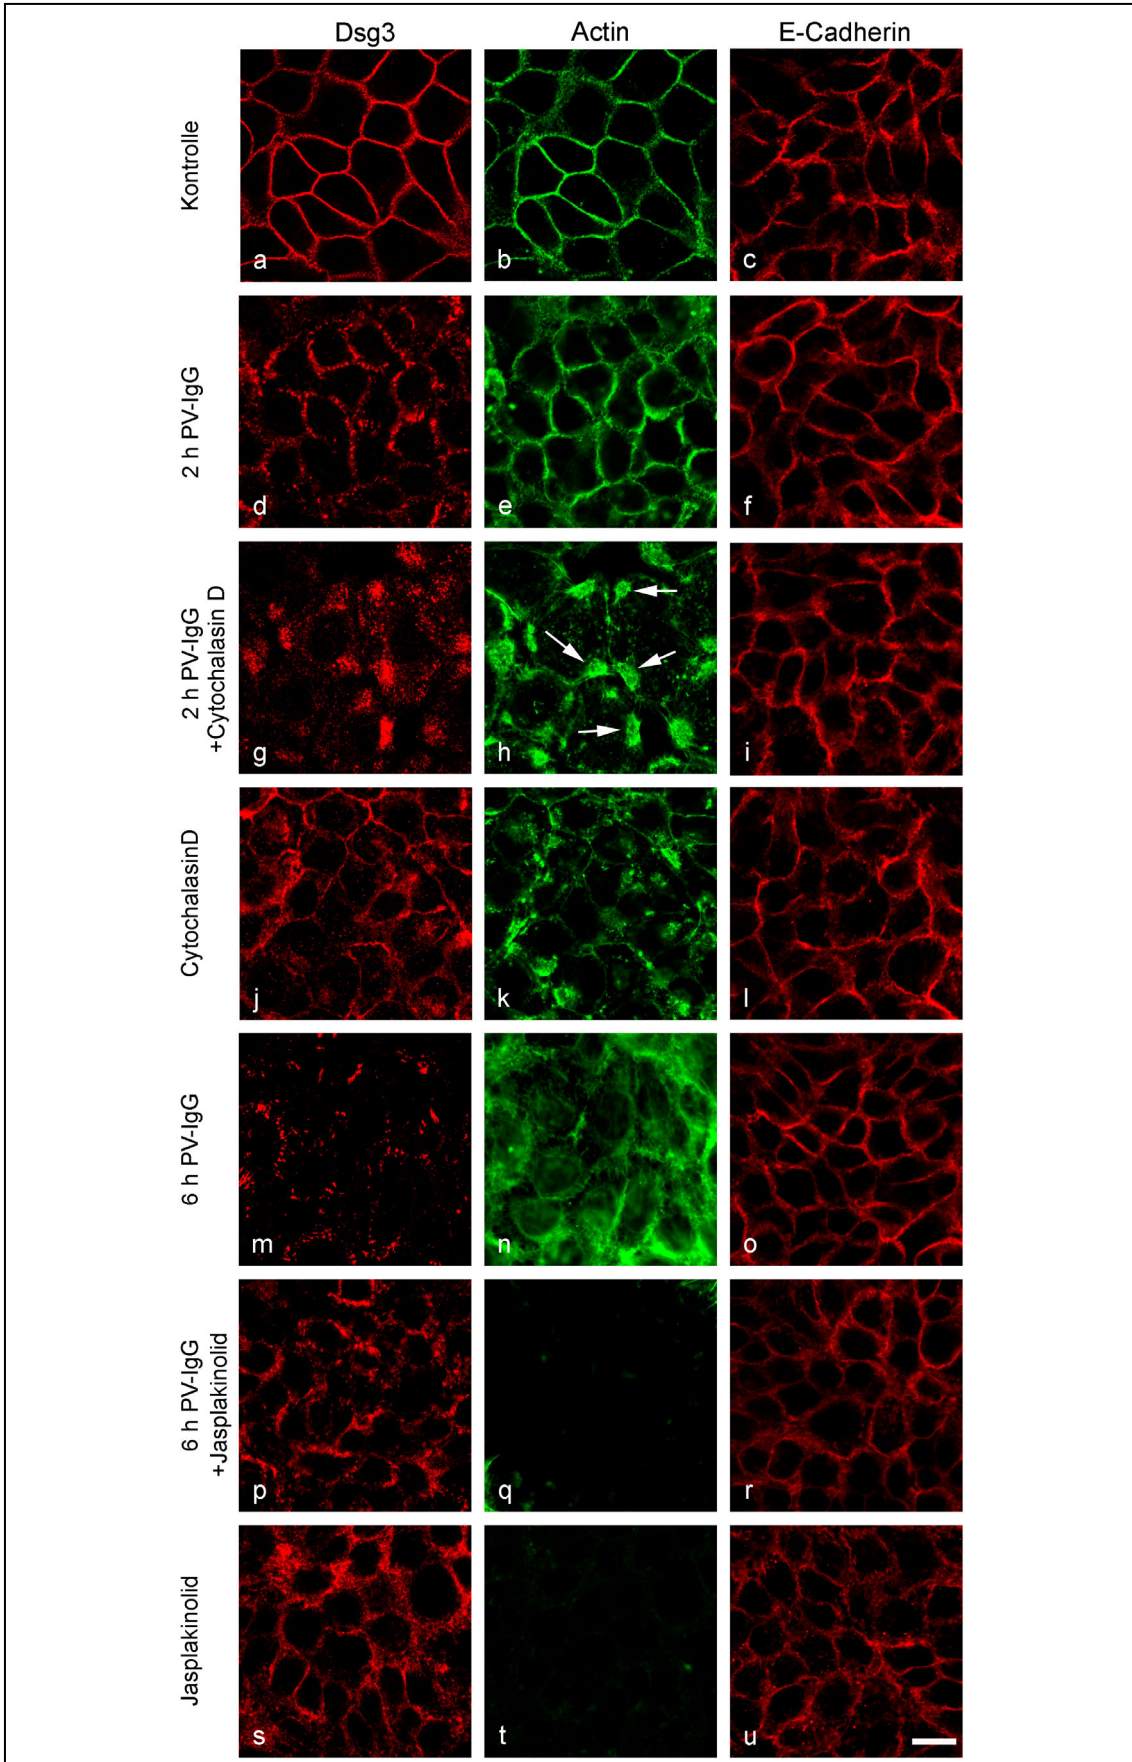 Dsg3 Actin E-Cadherin
Kontrolle
a b c
2 h PV-IgG
d e f
2 h PV-IgG
+Cytochalasin D
g h i
CytochalasinD
j k l
6 h PV-IgG
m n o
6 h PV-IgG
+Jasplakinolid
p q r
Jasplakinolid
s t u